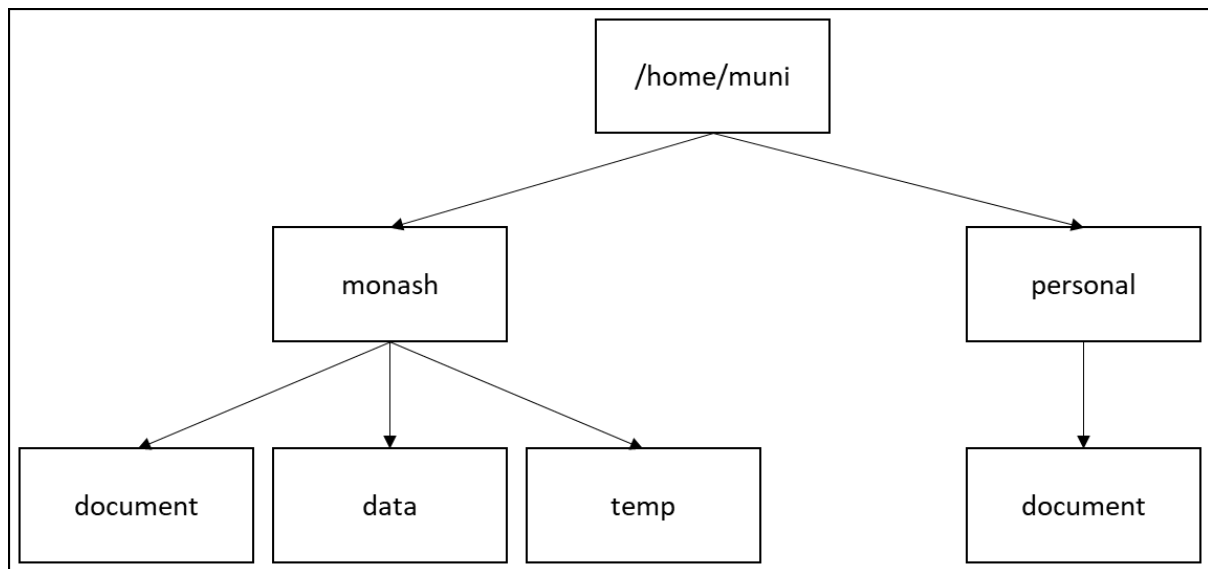 /home/muni
monash
personal
document
data
temp
document